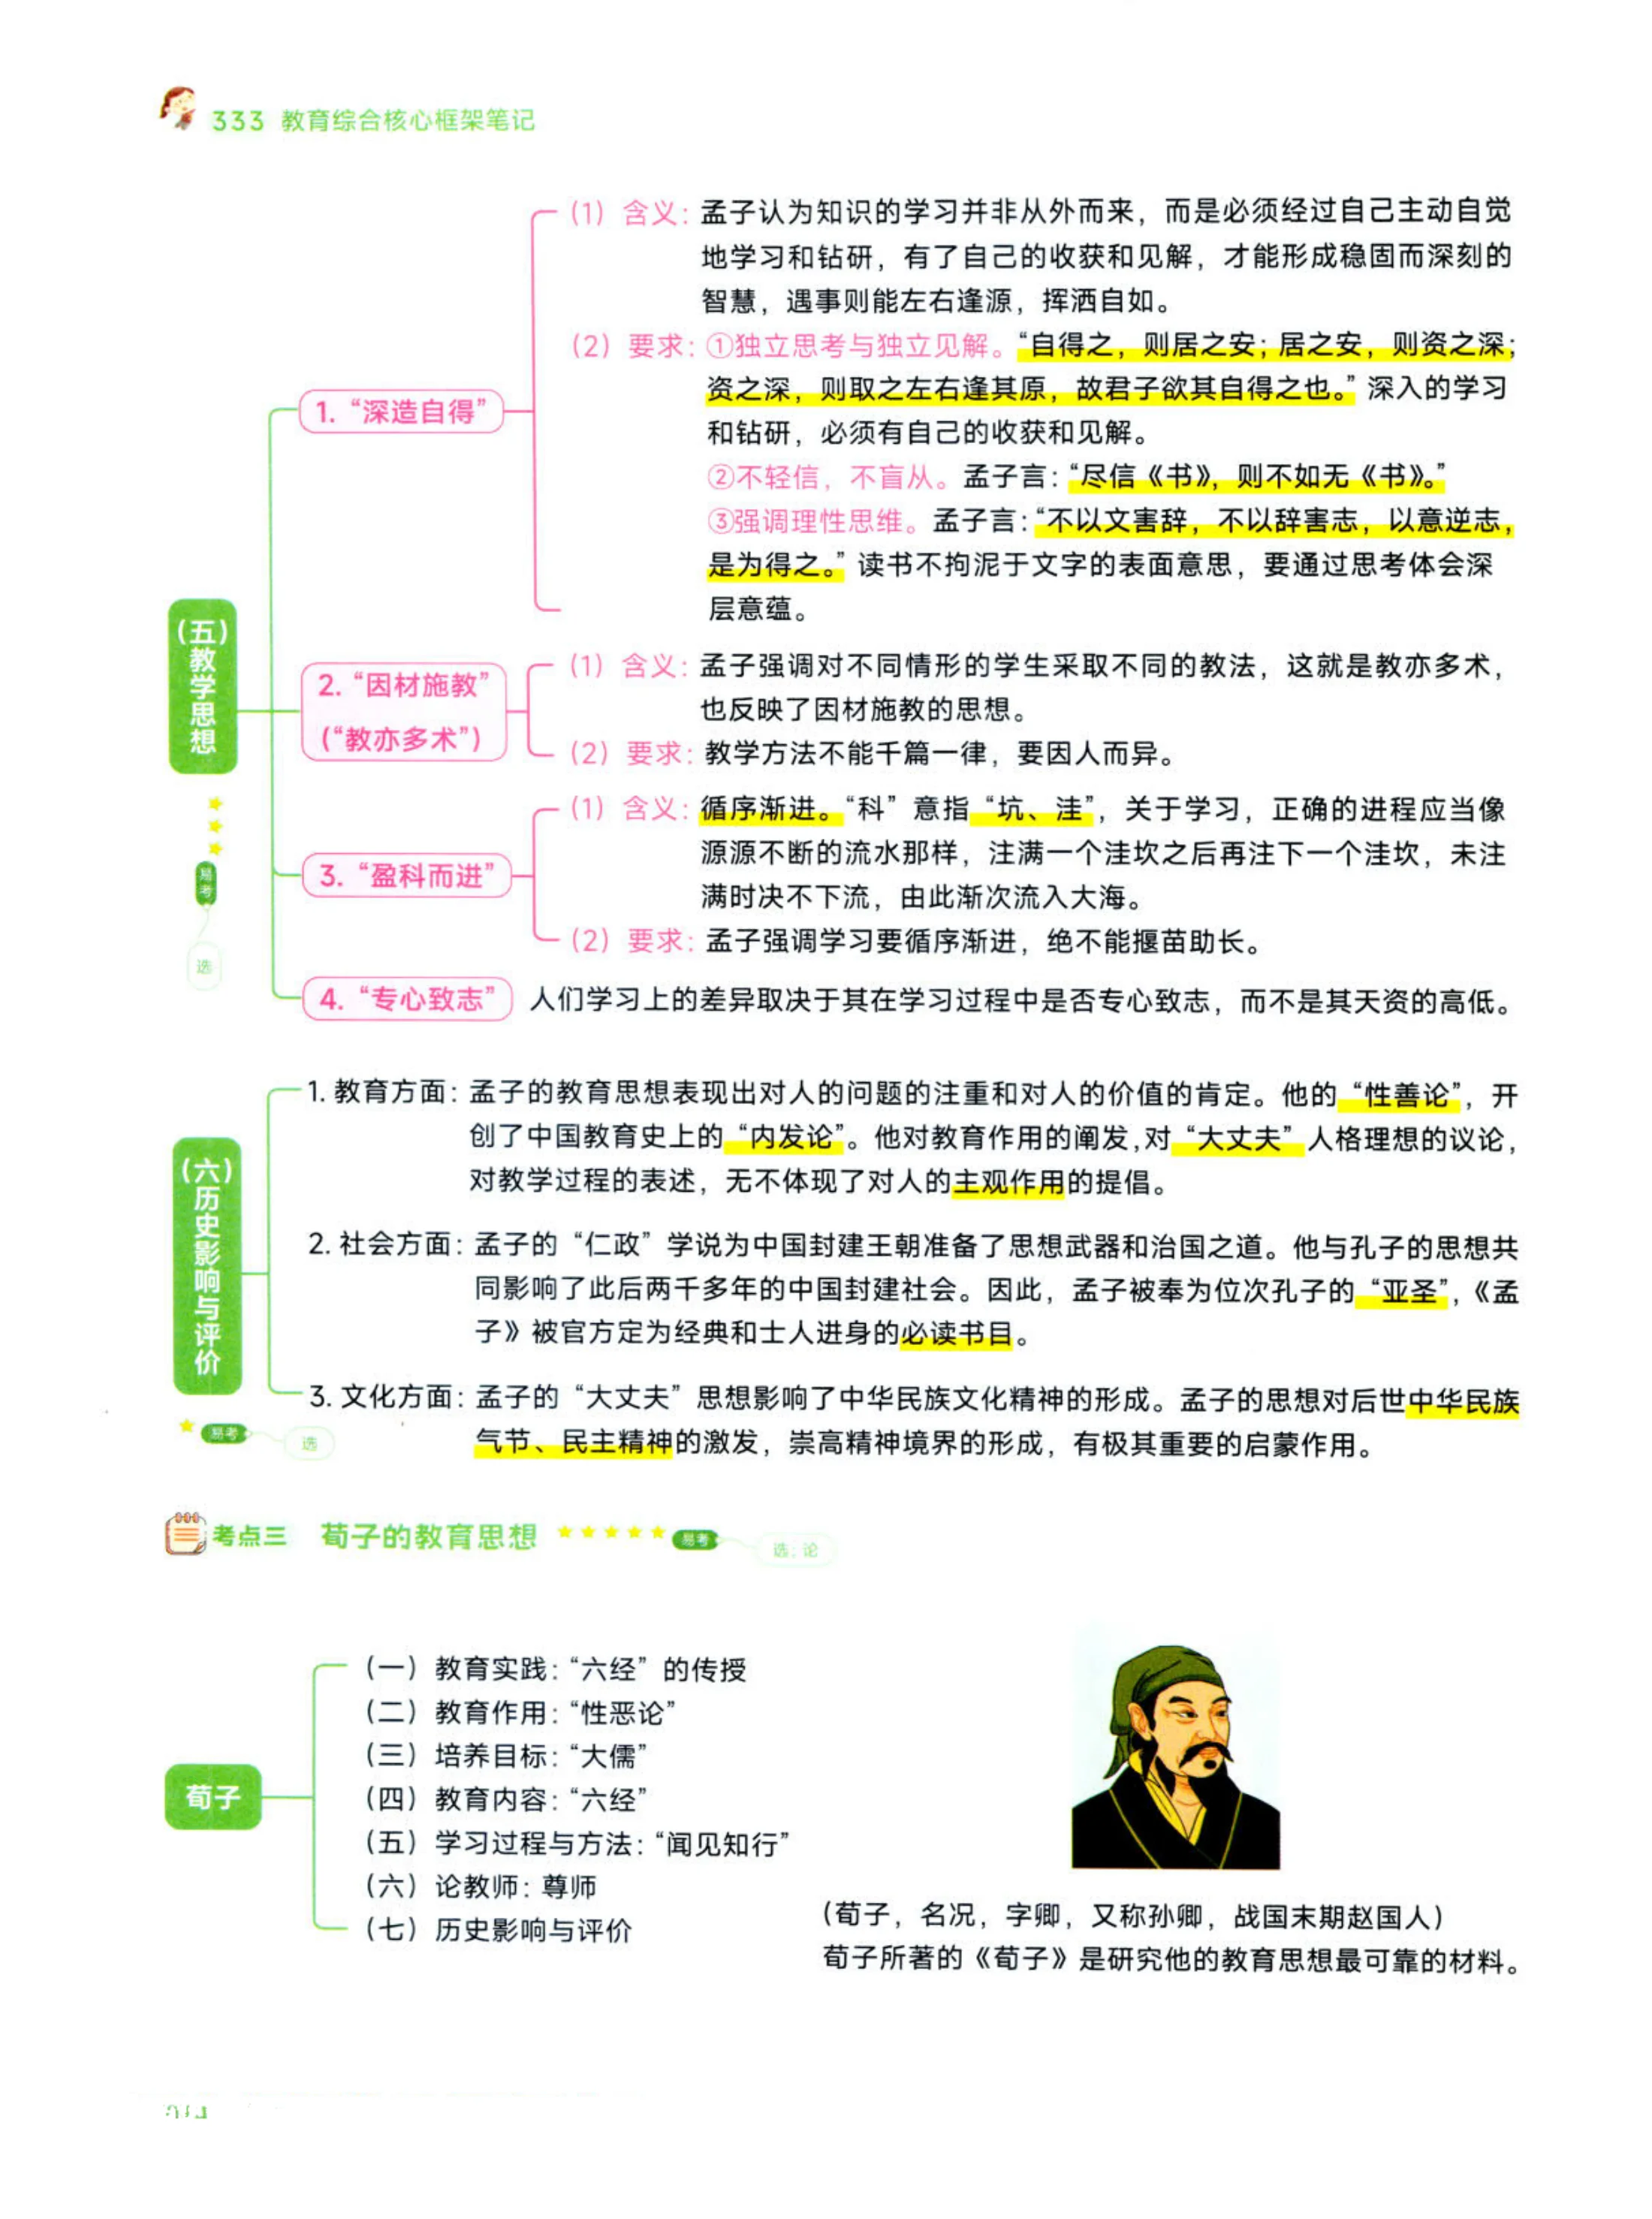 333 教育综合核心框架笔记
(五)教学思想
易考
选
1. “深造自得”
(1) 含义：孟子认为知识的学习并非从外而来，而是必须经过自己主动自觉
地学习和钻研，有了自己的收获和见解，才能形成稳固而深刻的
智慧，遇事则能左右逢源，挥洒自如。
(2) 要求：①独立思考与独立见解。“自得之，则居之安；居之安，则资之深；
资之深，则取之左右逢其原，故君子欲其自得之也。”深入的学习
和钻研，必须有自己的收获和见解。
②不轻信，不盲从。孟子言：“尽信《书》，则不如无《书》。”
③强调理性思维。孟子言：“不以文害辞，不以辞害志，以意逆志，
是为得之。”读书不拘泥于文字的表面意思，要通过思考体会深
层意蕴。
2. “因材施教”
(“教亦多术”)
(1) 含义：孟子强调对不同情形的学生采取不同的教法，这就是教亦多术，
也反映了因材施教的思想。
(2) 要求：教学方法不能千篇一律，要因人而异。
3. “盈科而进”
(1) 含义：循序渐进。“科”意指“坑、洼”，关于学习，正确的进程应当像
源源不断的流水那样，注满一个洼坎之后再注下一个洼坎，未注
满时决不下流，由此渐次流入大海。
(2) 要求：孟子强调学习要循序渐进，绝不能揠苗助长。
4. “专心致志” 人们学习上的差异取决于其在学习过程中是否专心致志，而不是其天资的高低。
(六)历史影响与评价
易考
选
1. 教育方面：孟子的教育思想表现出对人的问题的注重和对人的价值的肯定。他的“性善论”，开
创了中国教育史上的“内发论”。他对教育作用的阐发，对“大丈夫”人格理想的议论，
对教学过程的表述，无不体现了对人的主观作用的提倡。
2. 社会方面：孟子的“仁政”学说为中国封建王朝准备了思想武器和治国之道。他与孔子的思想共
同影响了此后两千多年的中国封建社会。因此，孟子被奉为位次孔子的“亚圣”，《孟
子》被官方定为经典和士人进身的必读书目。
3. 文化方面：孟子的“大丈夫”思想影响了中华民族文化精神的形成。孟子的思想对后世中华民族
气节、民主精神的激发，崇高精神境界的形成，有极其重要的启蒙作用。
考点三 荀子的教育思想 易考 选、论
荀子
(一) 教育实践：“六经”的传授
(二) 教育作用：“性恶论”
(三) 培养目标：“大儒”
(四) 教育内容：“六经”
(五) 学习过程与方法：“闻见知行”
(六) 论教师：尊师
(七) 历史影响与评价
(荀子，名况，字卿，又称孙卿，战国末期赵国人)
荀子所著的《荀子》是研究他的教育思想最可靠的材料。